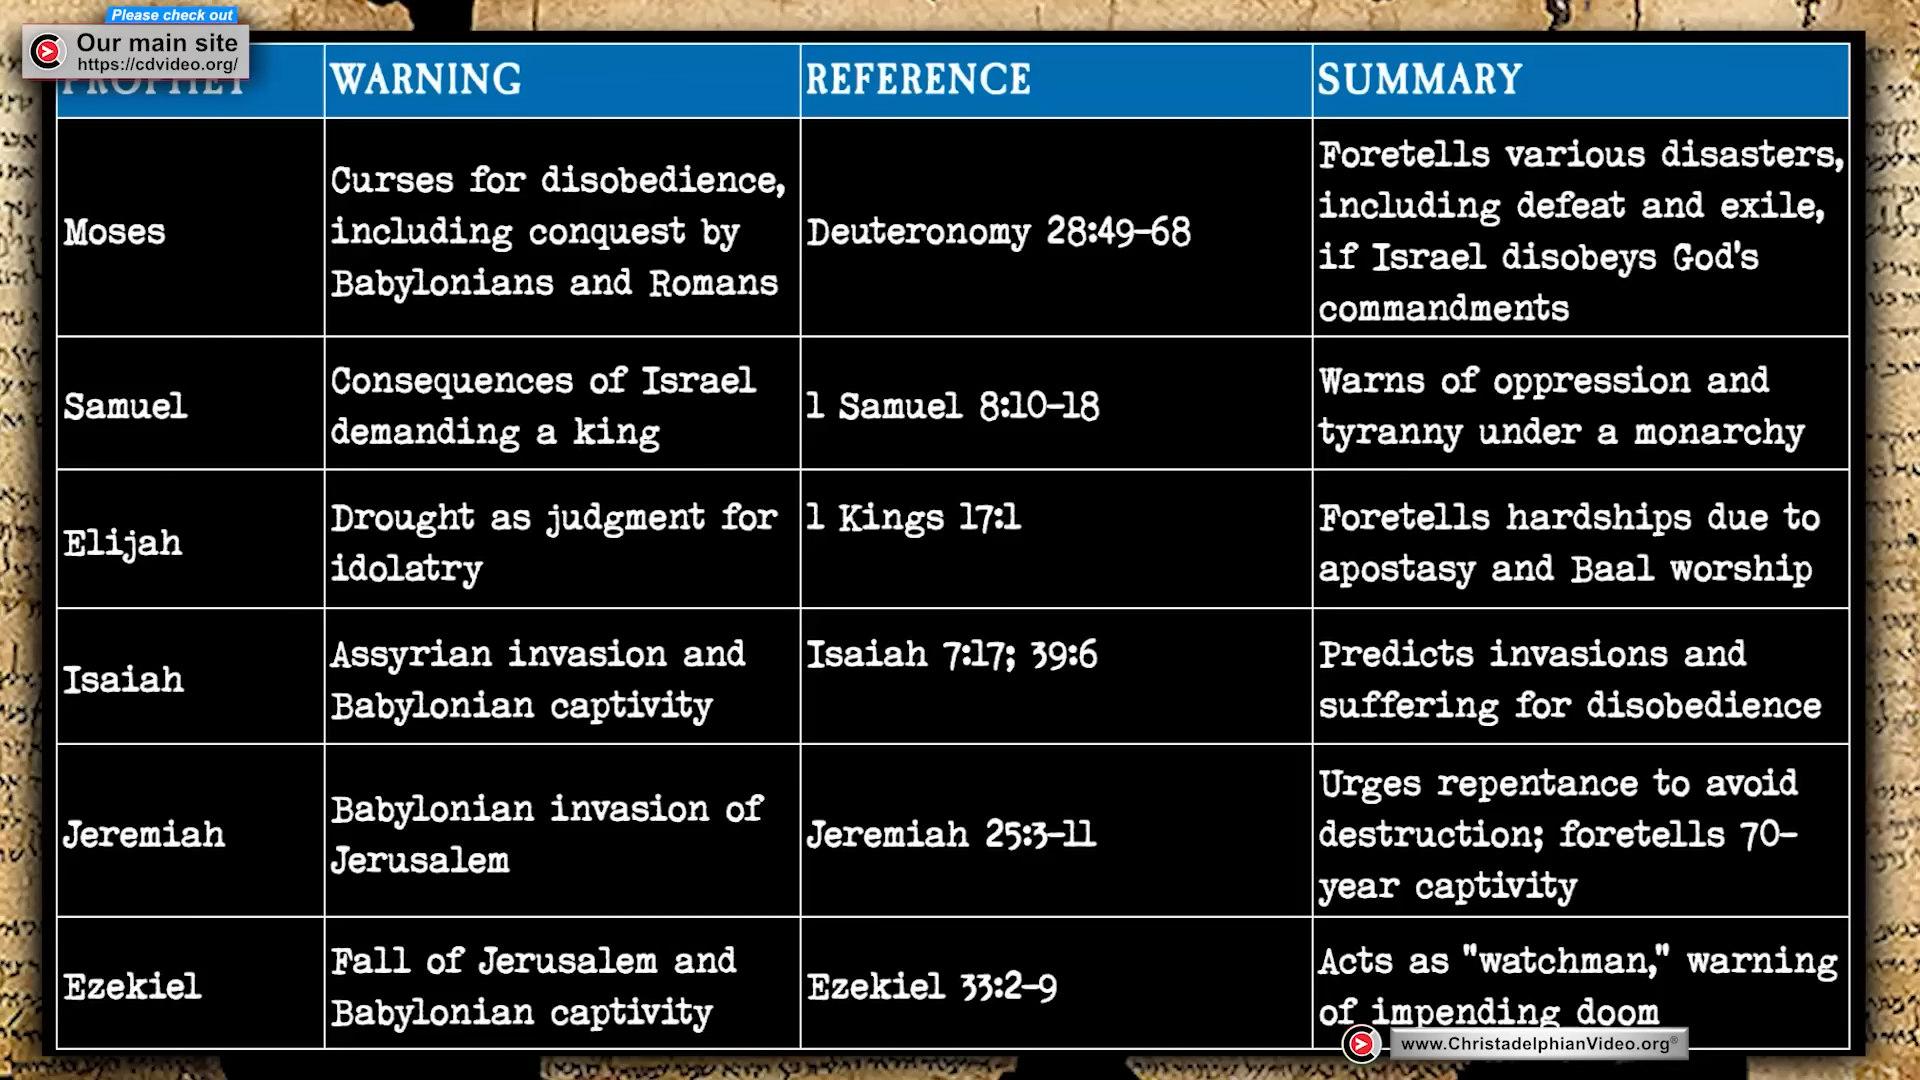 Please check out
Our main site
https://cdvideo.org/
PROPHET
WARNING
REFERENCE
SUMMARY
Moses
Curses for disobedience,
including conquest by
Babylonians and Romans
Deuteronomy 28:49-68
Foretells various disasters,
including defeat and exile,
if Israel disobeys God's
commandments
Samuel
Consequences of Israel
demanding a king
1 Samuel 8:10-18
Warns of oppression and
tyranny under a monarchy
Elijah
Drought as judgment for
idolatry
1 Kings 17:1
Foretells hardships due to
apostasy and Baal worship
Isaiah
Assyrian invasion and
Babylonian captivity
Isaiah 7:17; 39:6
Predicts invasions and
suffering for disobedience
Jeremiah
Babylonian invasion of
Jerusalem
Jeremiah 25:3-11
Urges repentance to avoid
destruction; foretells 70-
year captivity
Ezekiel
Fall of Jerusalem and
Babylonian captivity
Ezekiel 33:2-9
Acts as "watchman," warning
of impending doom
www.ChristadelphianVideo.org®